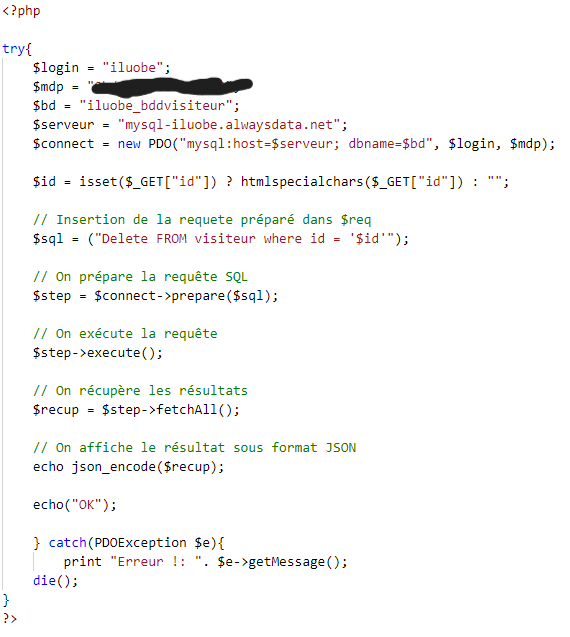 <?php
try{
$login = "iluobe";
$mdp = "
$bd = "iluobe_bddvisiteur";
$serveur = "mysql-iluobe.alwaysdata.net";
$connect = new PDO("mysql:host=$serveur; dbname=$bd", $login, $mdp);
$id = isset($_GET["id"]) ? htmlspecialchars($_GET["id"]) : "";
// Insertion de la requete préparé dans $req
$sql = ("Delete FROM visiteur where id = '$id'");
// On prépare la requête SQL
$step = $connect->prepare($sql);
// On exécute la requête
$step->execute();
// On récupère les résultats
$recup = $step->fetchAll();
// On affiche le résultat sous format JSON
echo json_encode($recup);
echo("OK");
} catch(PDOException $e){
print "Erreur !: ". $e->getMessage();
die();
}
?>